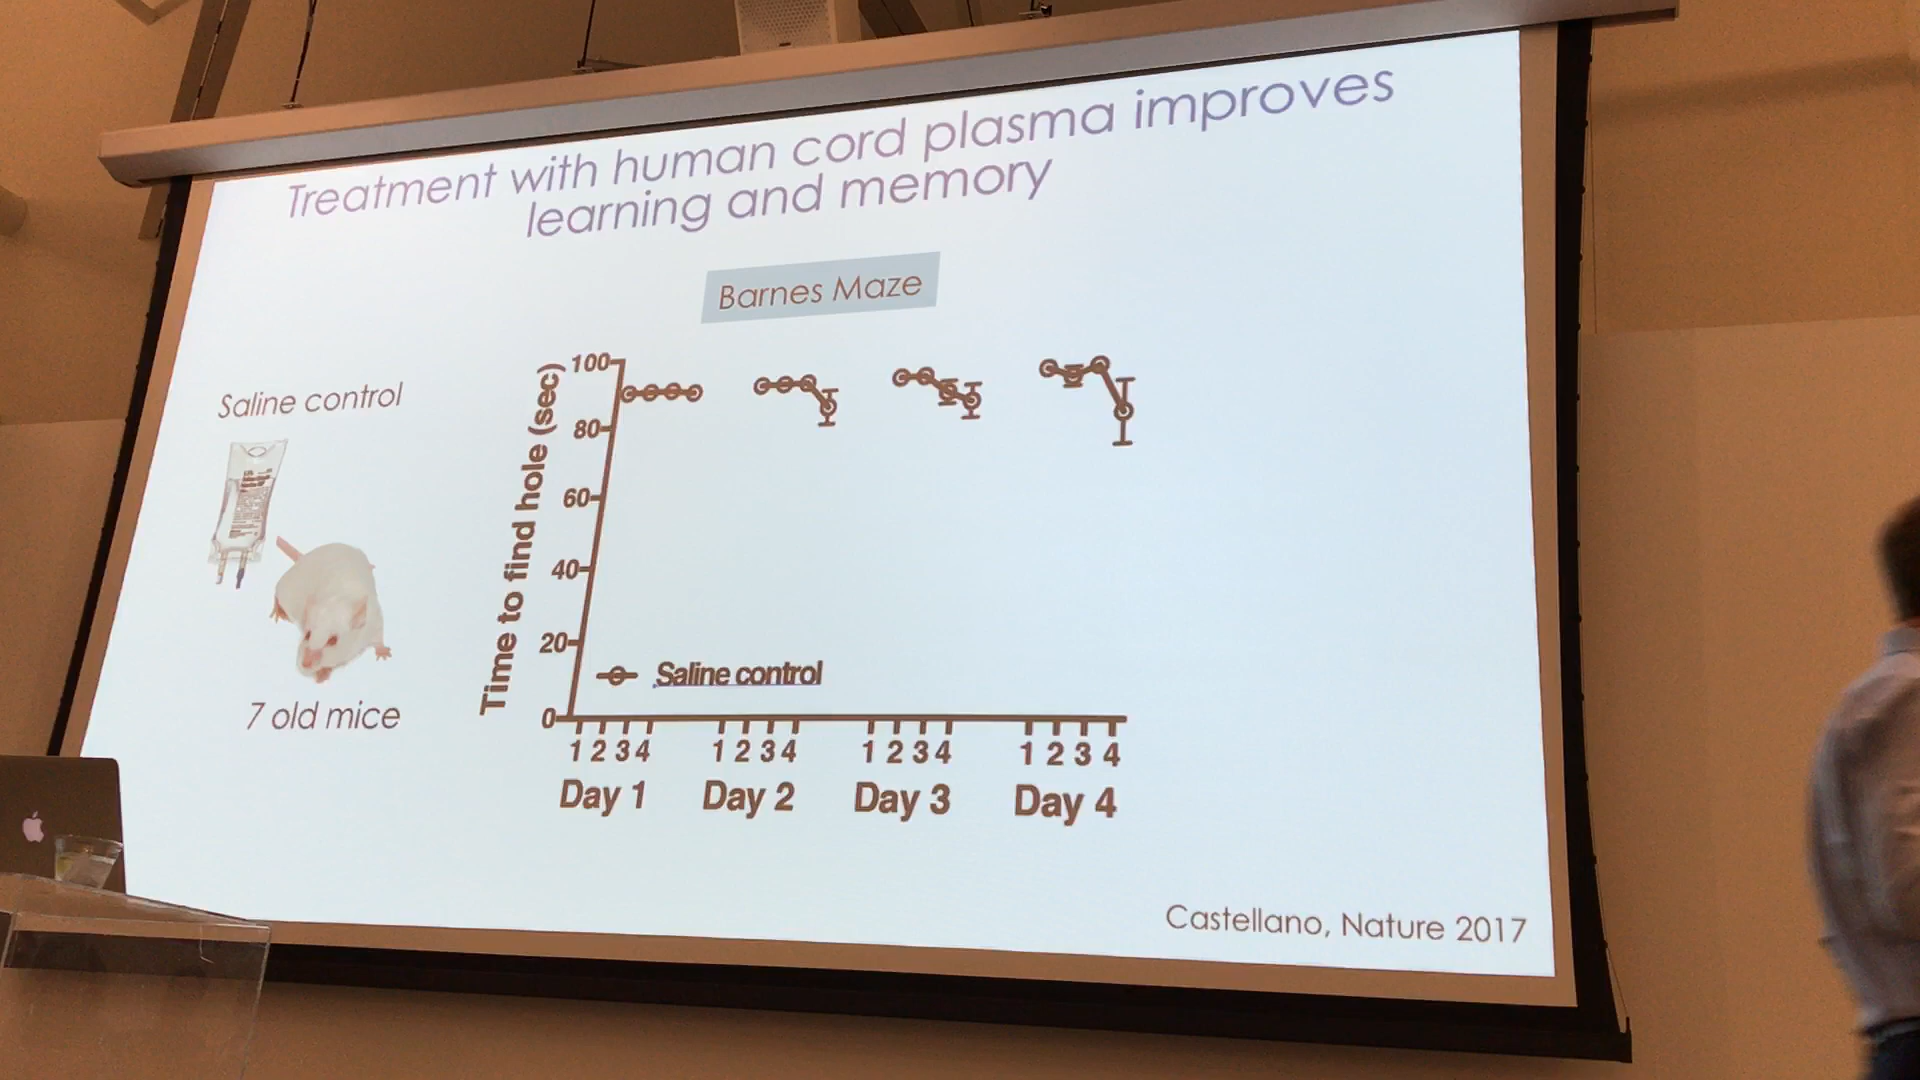 Treatment with human cord plasma improves
learning and memory
Barnes Maze
Saline control
7 old mice
Time to find hole (sec)
100
80
60
40
20
0
Saline control
1 2 3 4
1 2 3 4
1 2 3 4
1 2 3 4
Day 1
Day 2
Day 3
Day 4
Castellano, Nature 2017